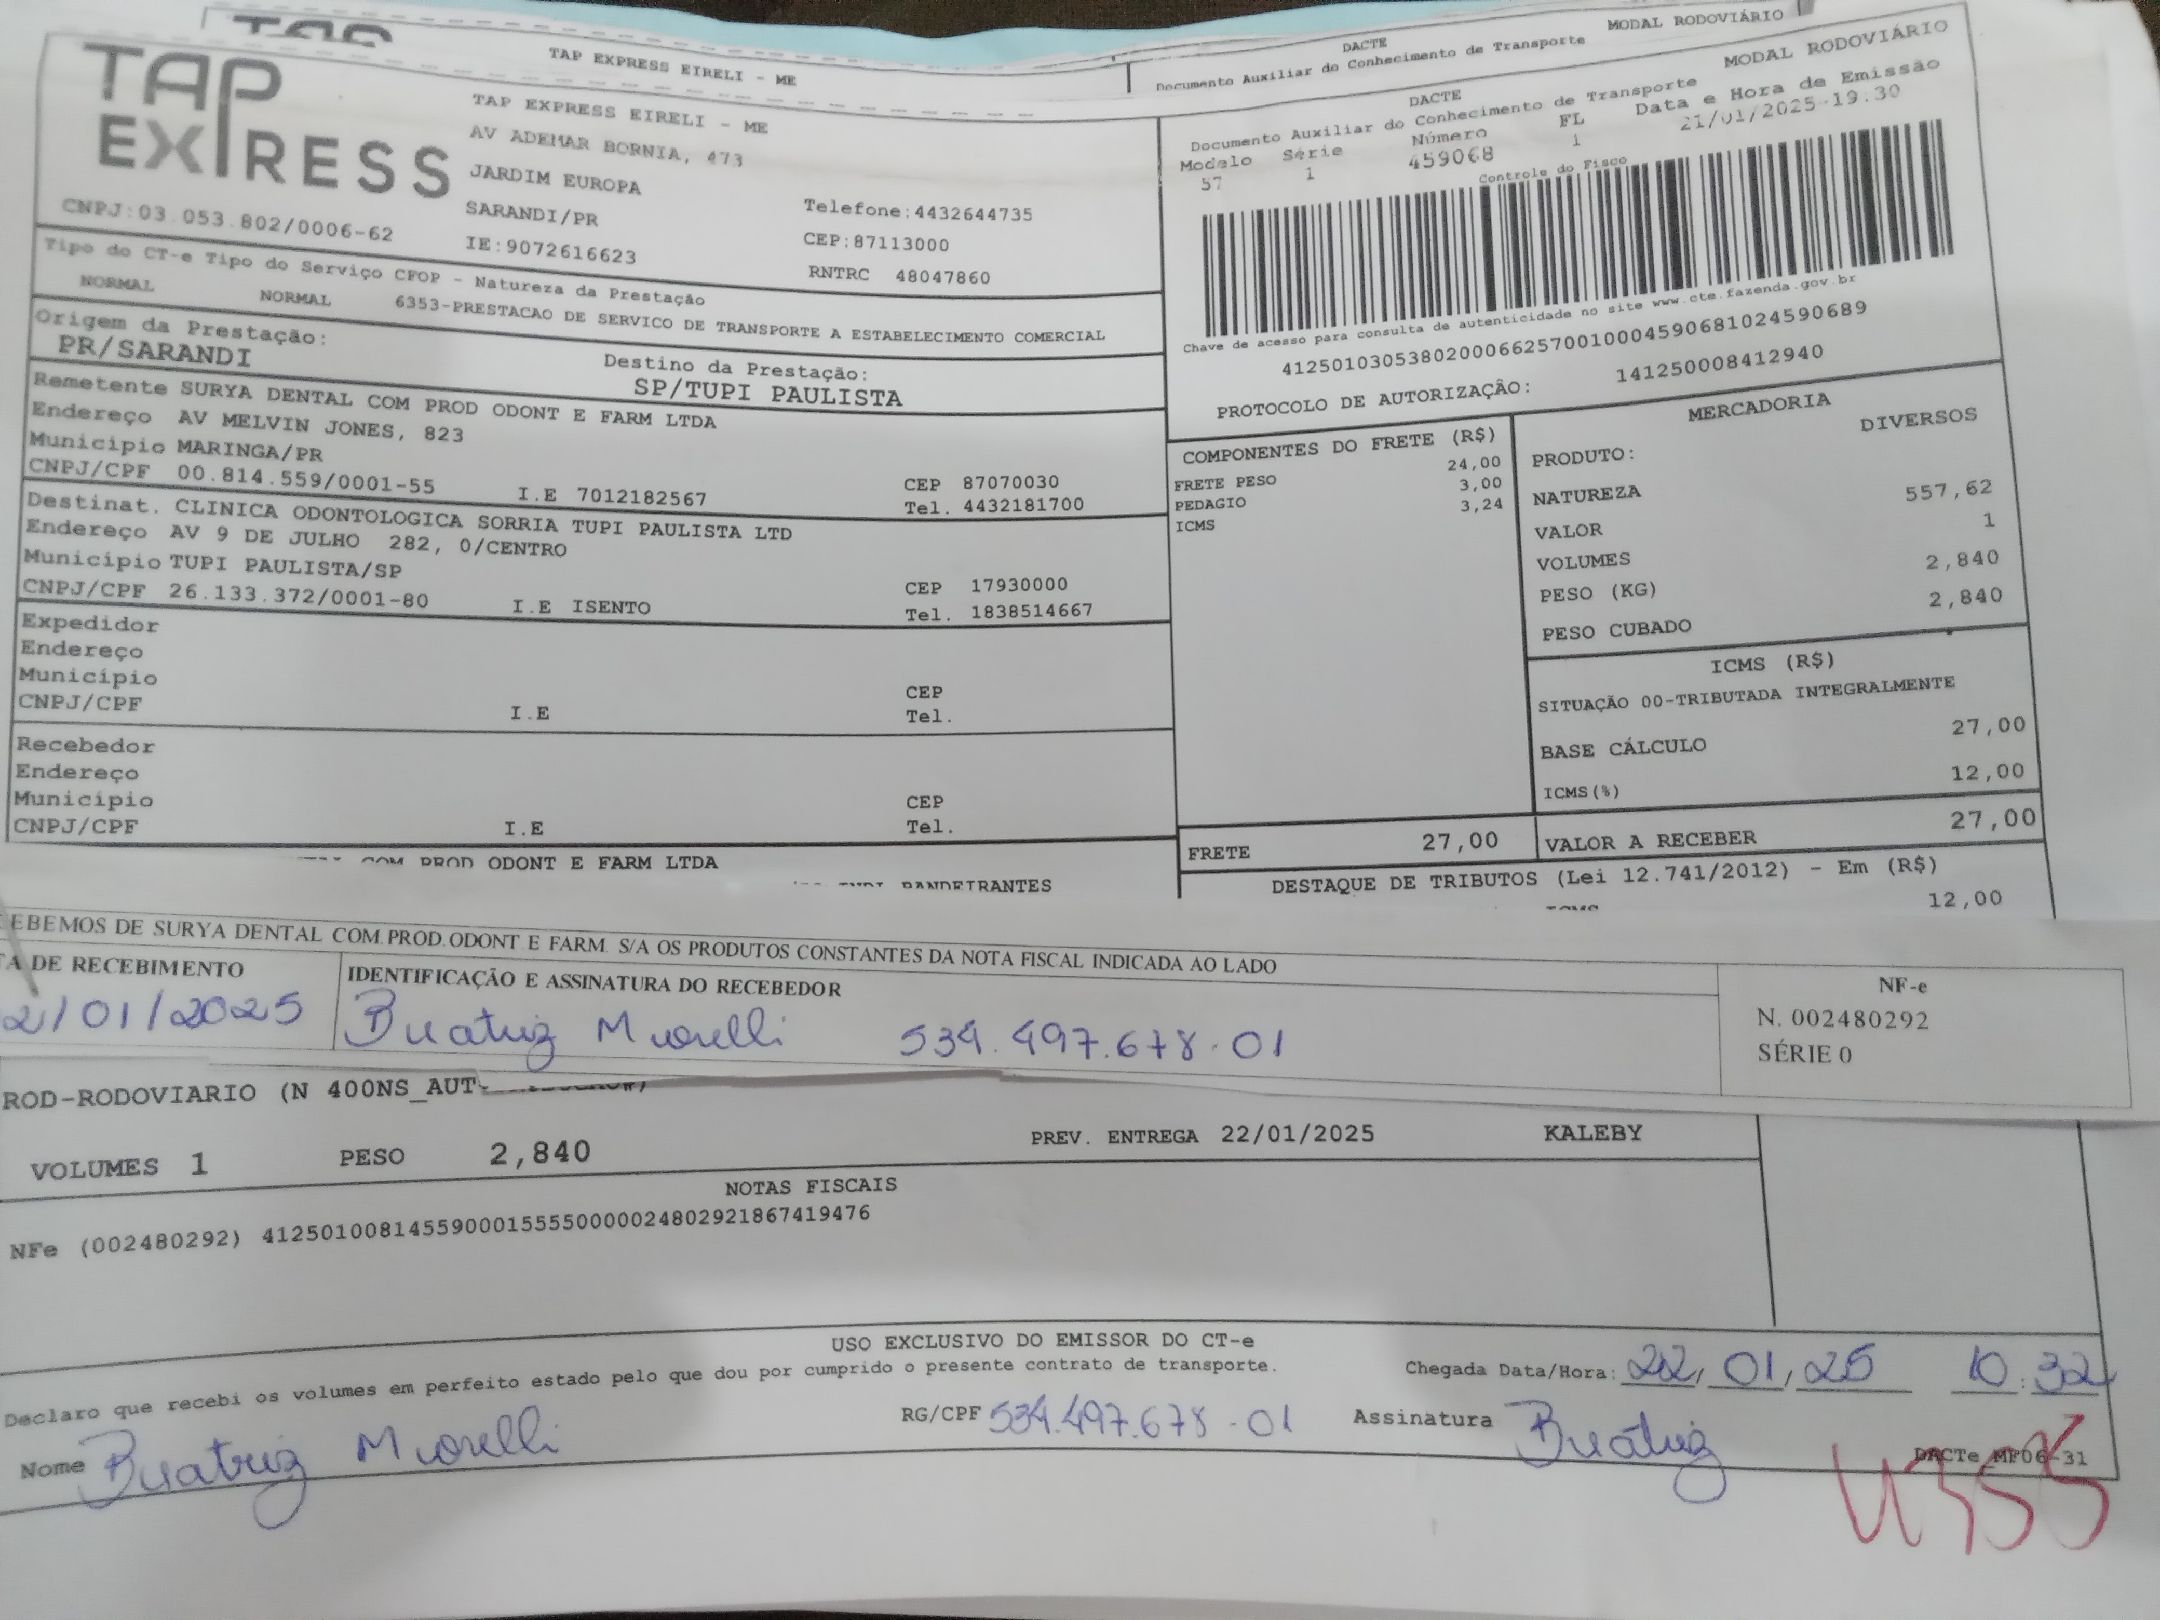 TAP EXPRESS EIRELI - ME
DACTE
Documento Auxiliar do Conhecimento de Transporte
MODAL RODOVIÁRIO
TAP EXPRESS
CNPJ:03.053.802/0006-62
TAP EXPRESS EIRELI - ME
AV ADEMAR BORNIA, 473
JARDIM EUROPA
SARANDI/PR
IE:9072616623
Telefone:4432644735
CEP:87113000
RNTRC 48047860
DACTE
Documento Auxiliar do Conhecimento de Transporte
MODAL RODOVIÁRIO
Modelo Série Número FL Data e Hora de Emissão
57 1 459068 1 21/01/2025-19:30
Controle do Fisco
Chave de acesso para consulta de autenticidade no site www.cte.fazenda.gov.br
41250103053802000662570010004590681024590689
PROTOCOLO DE AUTORIZAÇÃO: 141250008412940
Tipo do CT-e Tipo do Serviço CFOP - Natureza da Prestação
NORMAL NORMAL 6353-PRESTACAO DE SERVICO DE TRANSPORTE A ESTABELECIMENTO COMERCIAL
Origem da Prestação: Destino da Prestação:
PR/SARANDI SP/TUPI PAULISTA
Remetente SURYA DENTAL COM PROD ODONT E FARM LTDA
Endereço AV MELVIN JONES, 823
Município MARINGA/PR CEP 87070030
CNPJ/CPF 00.814.559/0001-55 I.E 7012182567 Tel. 4432181700
Destinat. CLINICA ODONTOLOGICA SORRIA TUPI PAULISTA LTD
Endereço AV 9 DE JULHO 282, 0/CENTRO
Município TUPI PAULISTA/SP CEP 17930000
CNPJ/CPF 26.133.372/0001-80 I.E ISENTO Tel. 1838514667
Expedidor
Endereço
Município CEP
CNPJ/CPF I.E Tel.
Recebedor
Endereço
Município CEP
CNPJ/CPF I.E Tel.
COMPONENTES DO FRETE (R$)
FRETE PESO 24,00
PEDAGIO 3,00
ICMS 3,24
FRETE 27,00
MERCADORIA
PRODUTO: DIVERSOS
NATUREZA
VALOR 557,62
VOLUMES 1
PESO (KG) 2,840
PESO CUBADO 2,840
ICMS (R$)
SITUAÇÃO 00-TRIBUTADA INTEGRALMENTE
BASE CÁLCULO 27,00
ICMS(%) 12,00
VALOR A RECEBER 27,00
DESTAQUE DE TRIBUTOS (Lei 12.741/2012) - Em (R$)
ICMS 12,00
COM PROD ODONT E FARM LTDA
TUPI BANDEIRANTES
EBEMOS DE SURYA DENTAL COM.PROD.ODONT.E FARM. S/A OS PRODUTOS CONSTANTES DA NOTA FISCAL INDICADA AO LADO
TA DE RECEBIMENTO IDENTIFICAÇÃO E ASSINATURA DO RECEBEDOR
2/01/2025 Beatriz Morelli 534.497.678-01
NF-e
N. 002480292
SÉRIE 0
ROD-RODOVIARIO (N 400NS_AUT
VOLUMES 1 PESO 2,840 PREV. ENTREGA 22/01/2025 KALEBY
NOTAS FISCAIS
NFe (002480292) 41250100814559000155550000024802921867419476
USO EXCLUSIVO DO EMISSOR DO CT-e
Declaro que recebi os volumes em perfeito estado pelo que dou por cumprido o presente contrato de transporte.
Chegada Data/Hora: 22/01/25 10:32
Nome Beatriz Morelli RG/CPF 534.497.678-01 Assinatura Beatriz
DACTe_MF06-31